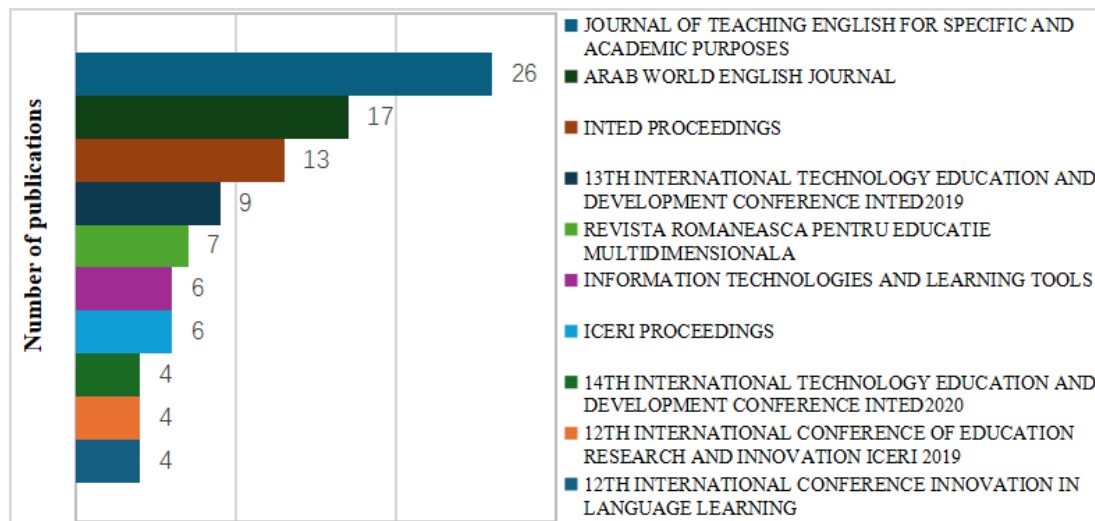 Number of publications
26
17
13
9
7
6
6
4
4
4
JOURNAL OF TEACHING ENGLISH FOR SPECIFIC AND
ACADEMIC PURPOSES
ARAB WORLD ENGLISH JOURNAL
INTED PROCEEDINGS
13TH INTERNATIONAL TECHNOLOGY EDUCATION AND
DEVELOPMENT CONFERENCE INTED2019
REVISTA ROMANEASCA PENTRU EDUCATIE
MULTIDIMENSIONALA
INFORMATION TECHNOLOGIES AND LEARNING TOOLS
ICERI PROCEEDINGS
14TH INTERNATIONAL TECHNOLOGY EDUCATION AND
DEVELOPMENT CONFERENCE INTED2020
12TH INTERNATIONAL CONFERENCE OF EDUCATION
RESEARCH AND INNOVATION ICERI 2019
12TH INTERNATIONAL CONFERENCE INNOVATION IN
LANGUAGE LEARNING